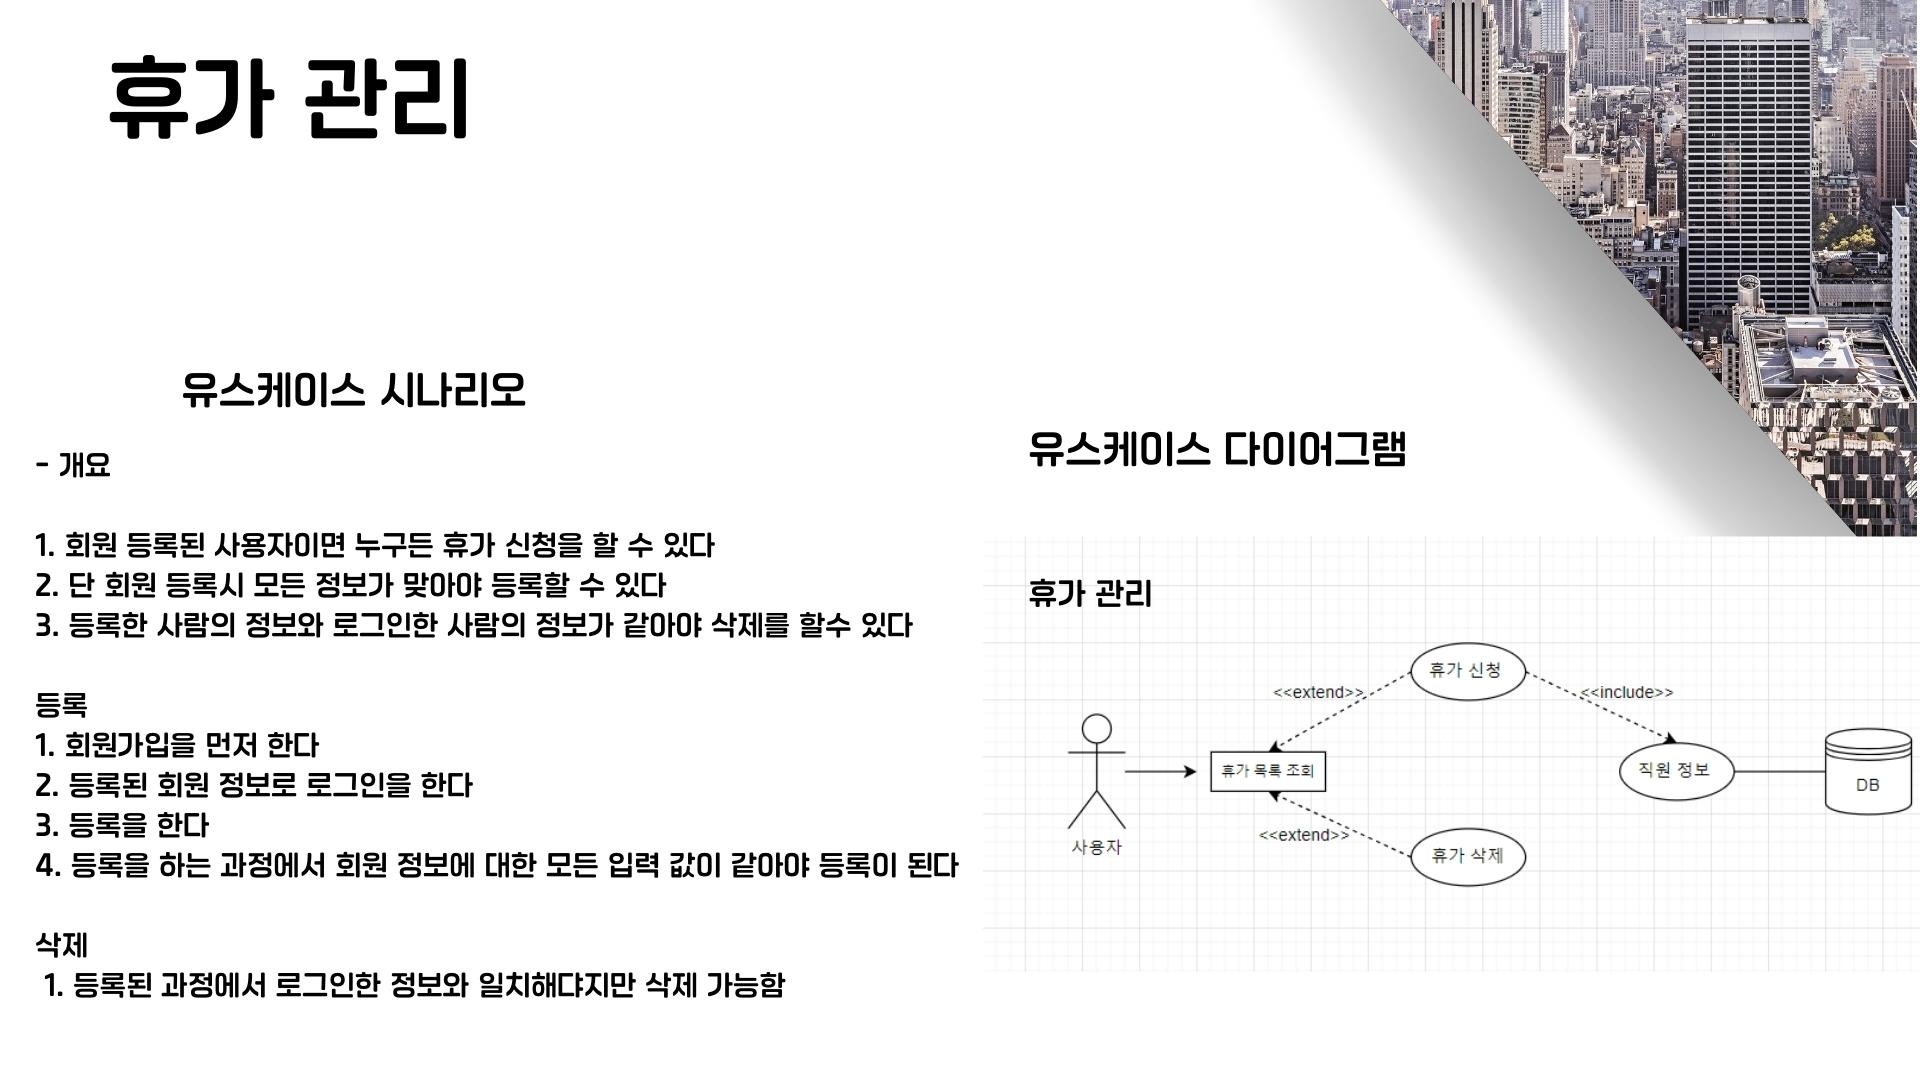 휴가 관리
유스케이스 시나리오
- 개요
1. 회원 등록된 사용자이면 누구든 휴가 신청을 할 수 있다
2. 단 회원 등록시 모든 정보가 맞아야 등록할 수 있다
3. 등록한 사람의 정보와 로그인한 사람의 정보가 같아야 삭제를 할수 있다
등록
1. 회원가입을 먼저 한다
2. 등록된 회원 정보로 로그인을 한다
3. 등록을 한다
4. 등록을 하는 과정에서 회원 정보에 대한 모든 입력 값이 같아야 등록이 된다
삭제
1. 등록된 과정에서 로그인한 정보와 일치해댜지만 삭제 가능함
유스케이스 다이어그램
휴가 관리
휴가 신청
<<extend>>
<<include>>
휴가 목록 조회
직원 정보
DB
<<extend>>
사용자
휴가 삭제